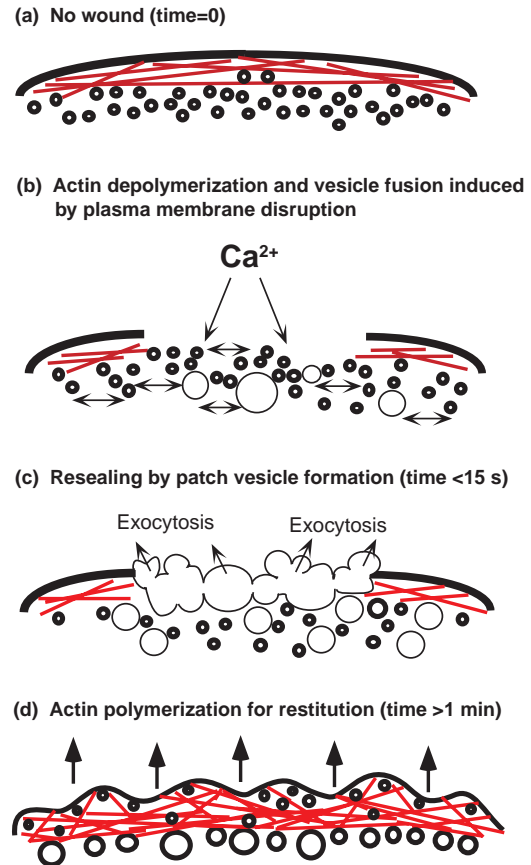 (a) No wound (time=0)
(b) Actin depolymerization and vesicle fusion induced
by plasma membrane disruption
Ca²⁺
(c) Resealing by patch vesicle formation (time <15 s)
Exocytosis Exocytosis
(d) Actin polymerization for restitution (time >1 min)